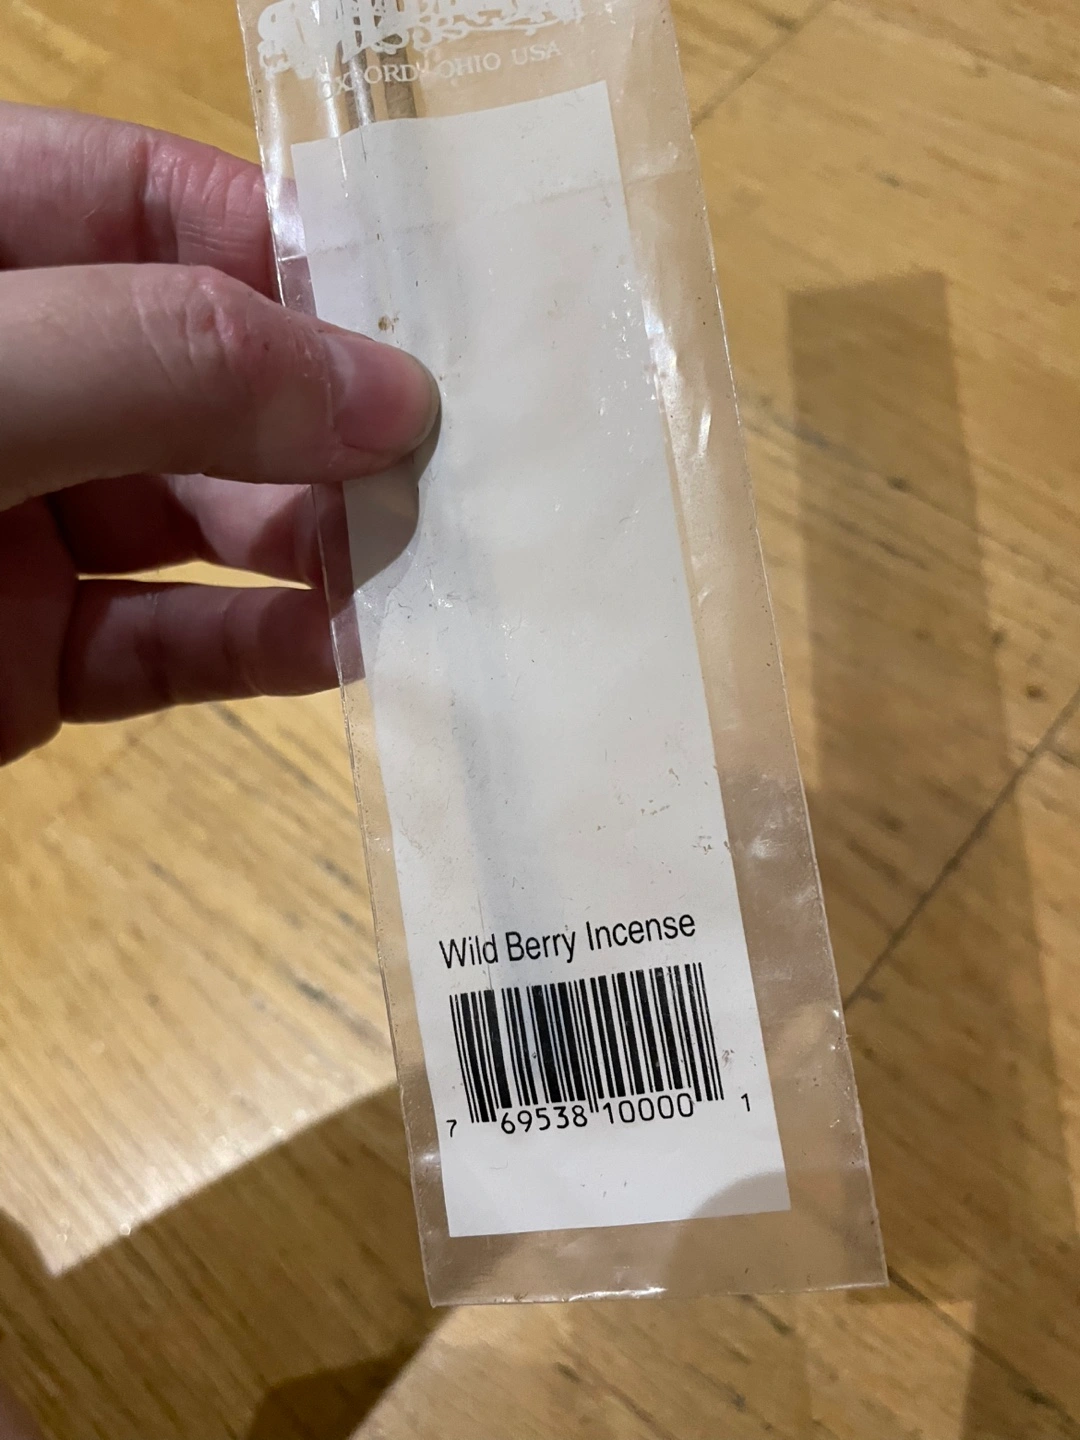 OXFORD, OHIO USA
Wild Berry Incense
7 69538 10000 1